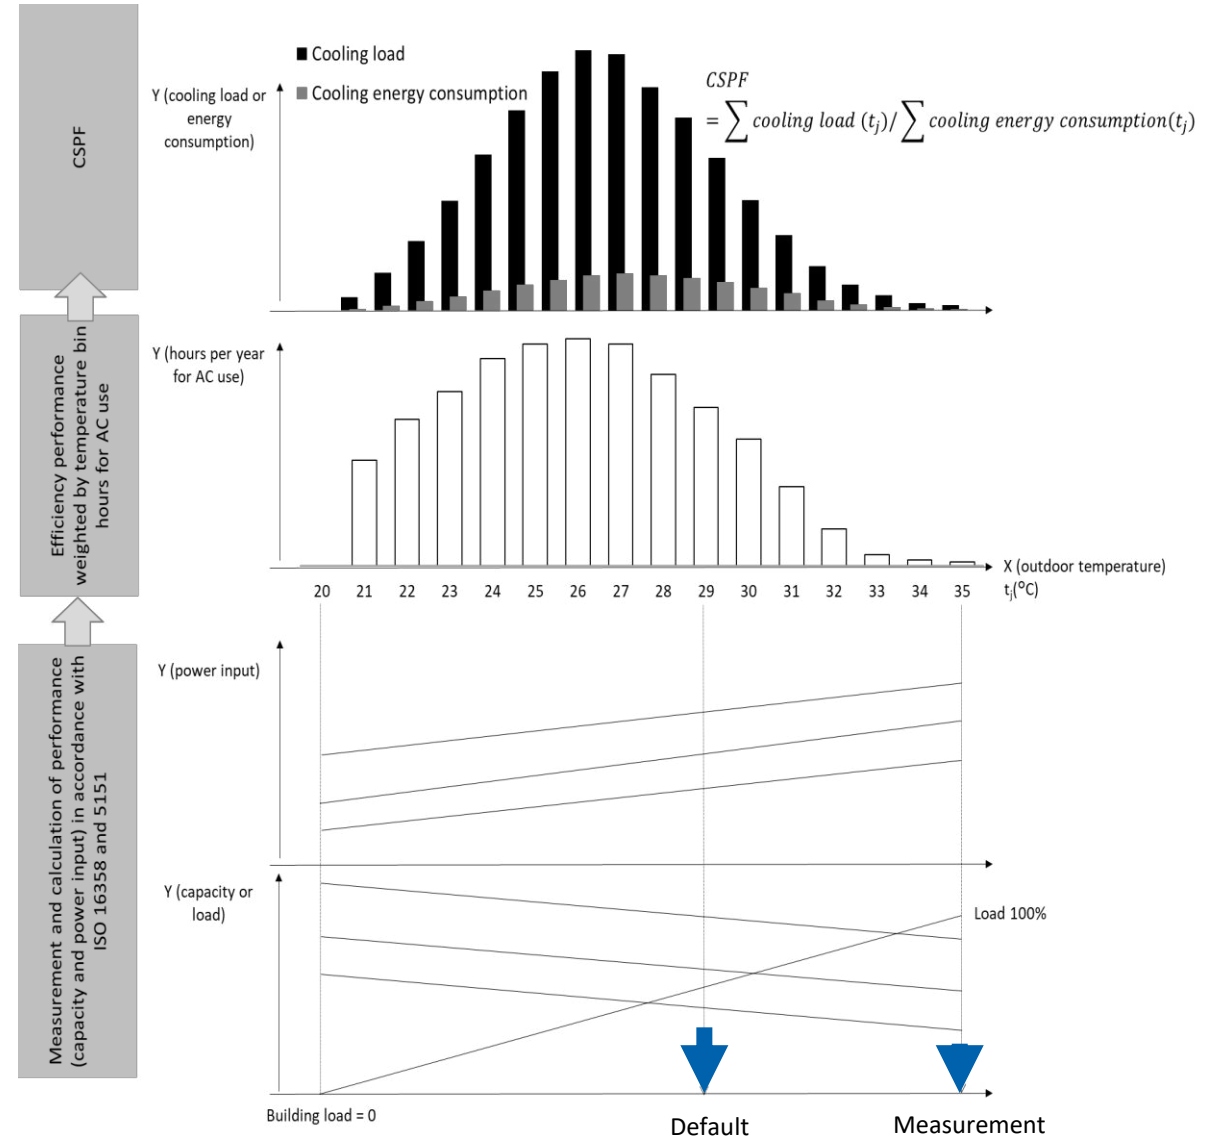 CSPF
Y (cooling load or
energy
consumption)
Cooling load
Cooling energy consumption
CSPF
= ∑ cooling load (tj)/ ∑ cooling energy consumption(tj)
Efficiency performance
weighted by temperature bin
hours for AC use
Y (hours per year
for AC use)
X (outdoor temperature)
tj(°C)
20 21 22 23 24 25 26 27 28 29 30 31 32 33 34 35
Measurement and calculation of performance
(capacity and power input) in accordance with
ISO 16358 and 5151
Y (power input)
Y (capacity or
load)
Load 100%
Building load = 0
Default
Measurement